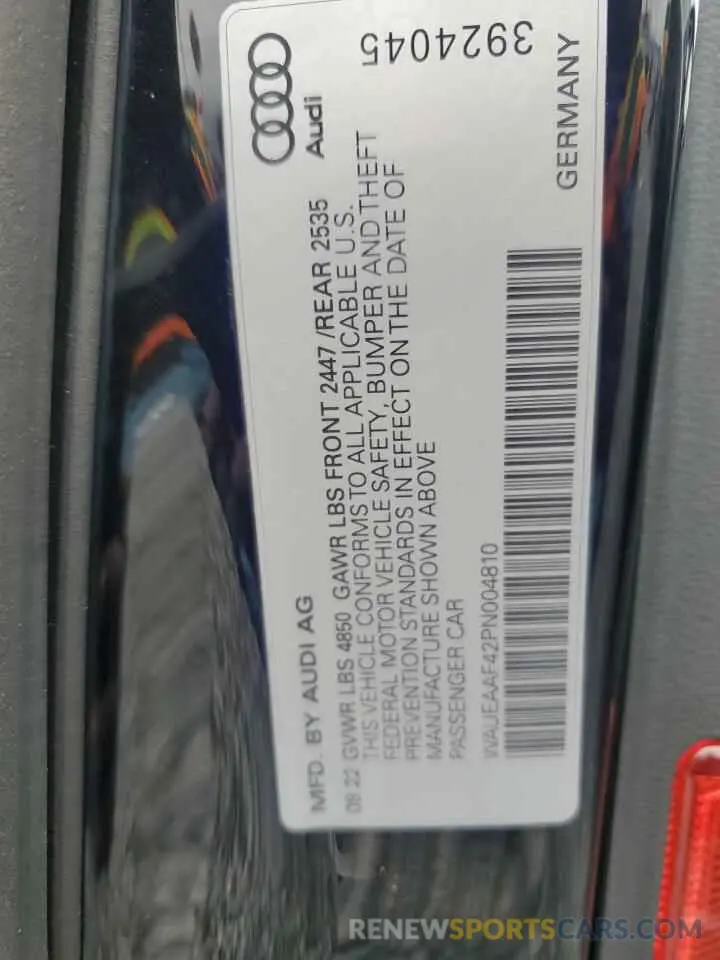 MFD. BY AUDI AG
Audi
08 22 GVWR LBS 4850 GAWR LBS FRONT 2447 /REAR 2535
THIS VEHICLE CONFORMS TO ALL APPLICABLE U.S.
FEDERAL MOTOR VEHICLE SAFETY, BUMPER AND THEFT
PREVENTION STANDARDS IN EFFECT ON THE DATE OF
MANUFACTURE SHOWN ABOVE
PASSENGER CAR
WAUEAAF42PN004810
3924045
GERMANY
RENEWSPORTSCARS.COM